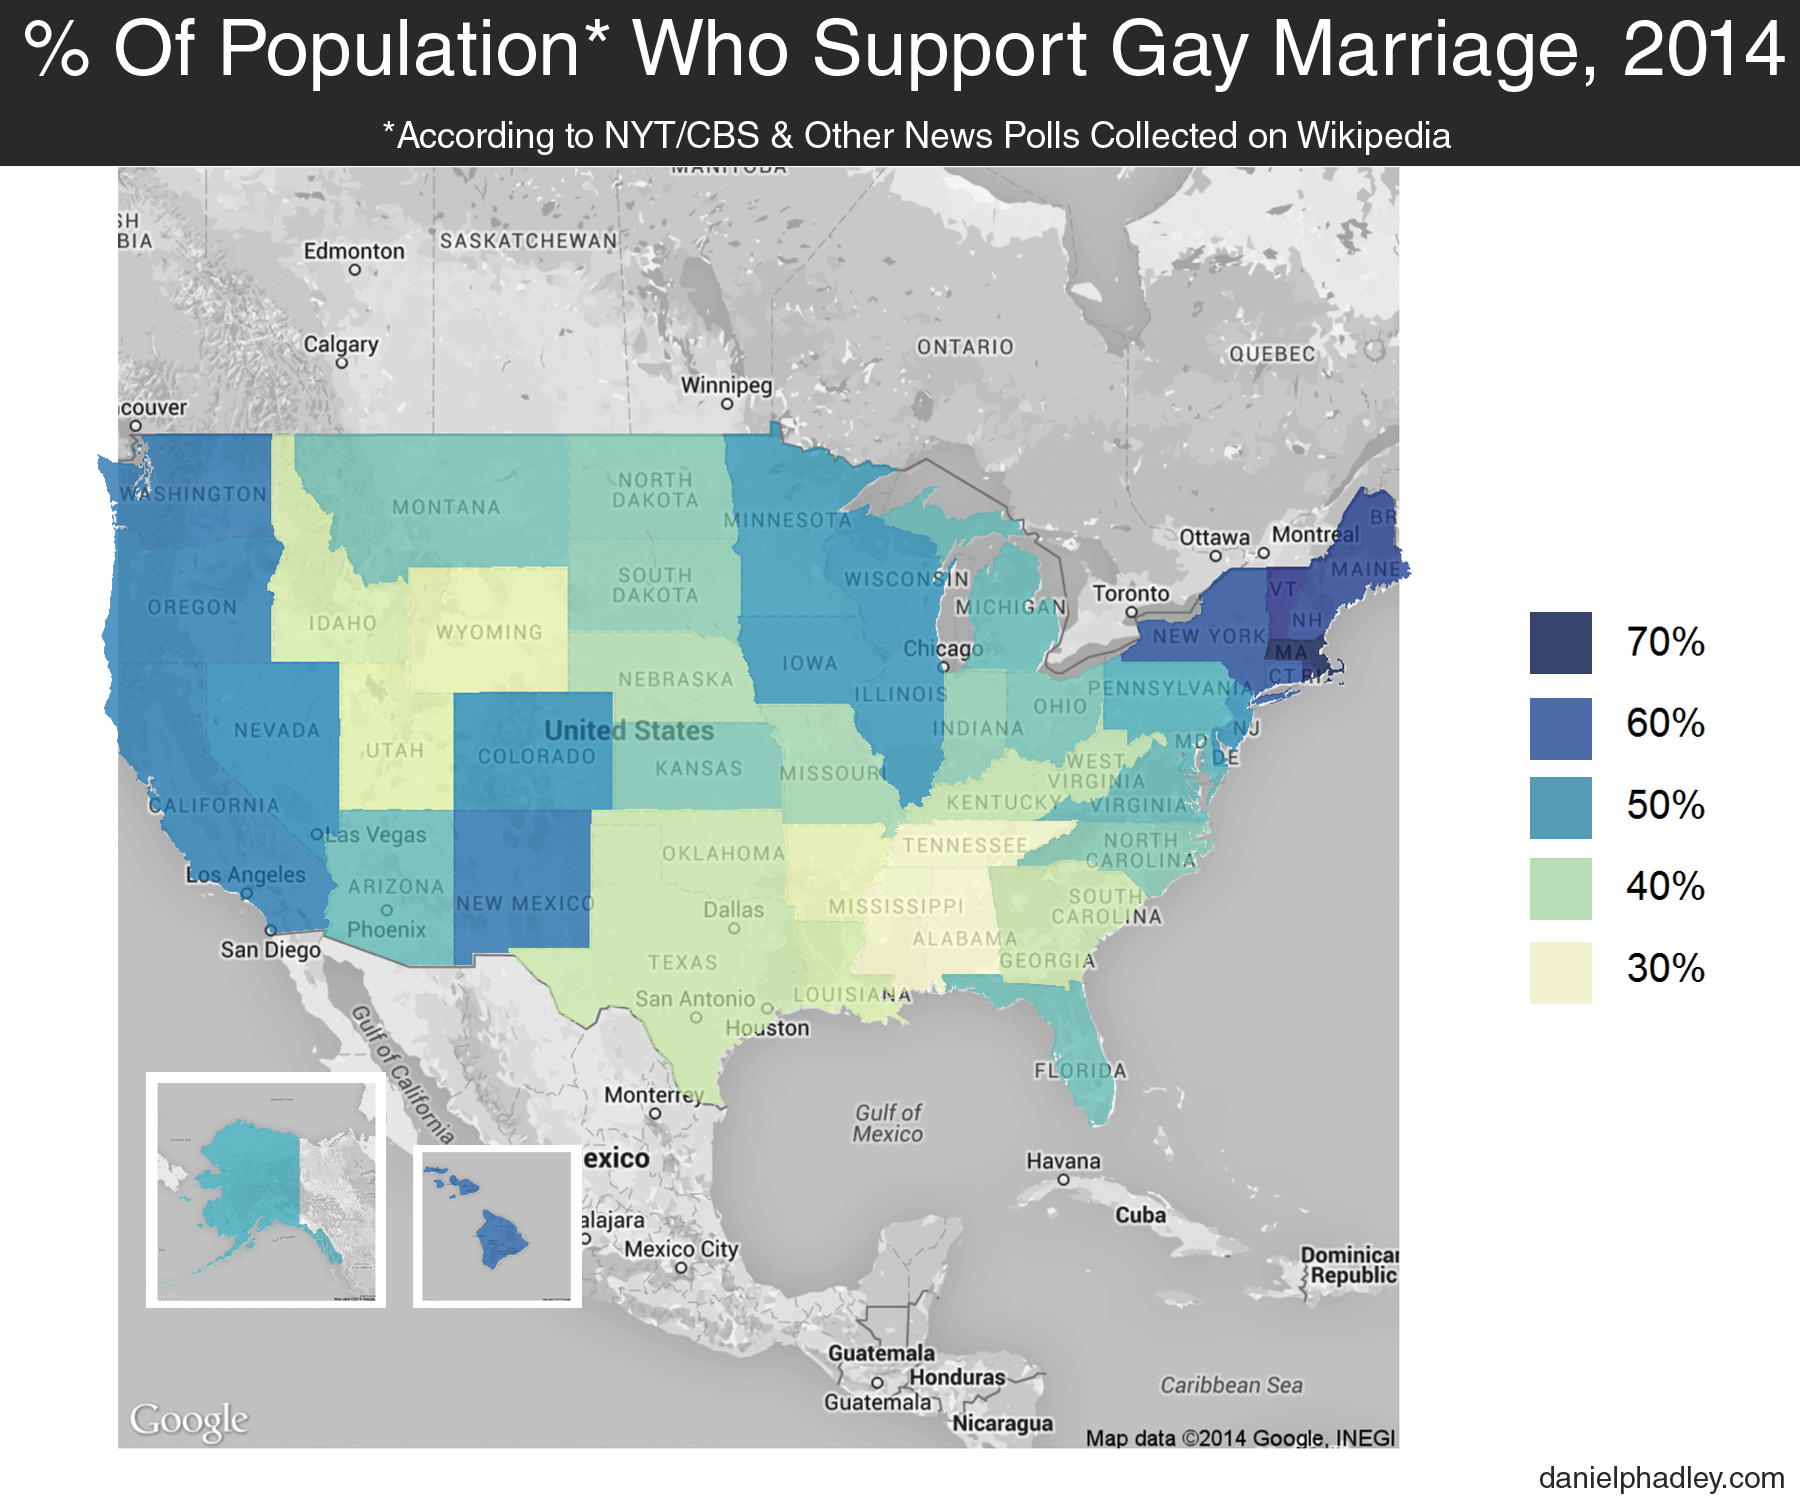 % Of Population* Who Support Gay Marriage, 2014
*According to NYT/CBS & Other News Polls Collected on Wikipedia
MANITOBA
SH
BIA
Edmonton
SASKATCHEWAN
Calgary
ONTARIO
QUEBEC
Winnipeg
couver
WASHINGTON
MONTANA
NORTH
DAKOTA
MINNESOTA
BR
Ottawa
Montreal
MAINE
OREGON
IDAHO
WYOMING
SOUTH
DAKOTA
WISCONSIN
MICHIGAN
Toronto
VT
NH
NEW YORK
MA
CT
RI
70%
60%
50%
40%
30%
Chicago
IOWA
NEBRASKA
ILLINOIS
INDIANA
OHIO
PENNSYLVANIA
NJ
MD
DE
NEVADA
UTAH
COLORADO
United States
KANSAS
MISSOURI
WEST
VIRGINIA
KENTUCKY
VIRGINIA
CALIFORNIA
Las Vegas
Los Angeles
ARIZONA
Phoenix
NEW MEXICO
OKLAHOMA
TENNESSEE
NORTH
CAROLINA
San Diego
Dallas
MISSISSIPPI
ALABAMA
SOUTH
CAROLINA
GEORGIA
TEXAS
San Antonio
Houston
LOUISIANA
FLORIDA
Gulf of California
Monterrey
Gulf of
Mexico
Havana
Cuba
exico
alajara
Mexico City
Dominican
Republic
Guatemala
Honduras
Guatemala
Nicaragua
Caribbean Sea
Google
Map data ©2014 Google, INEGI
danielphadley.com